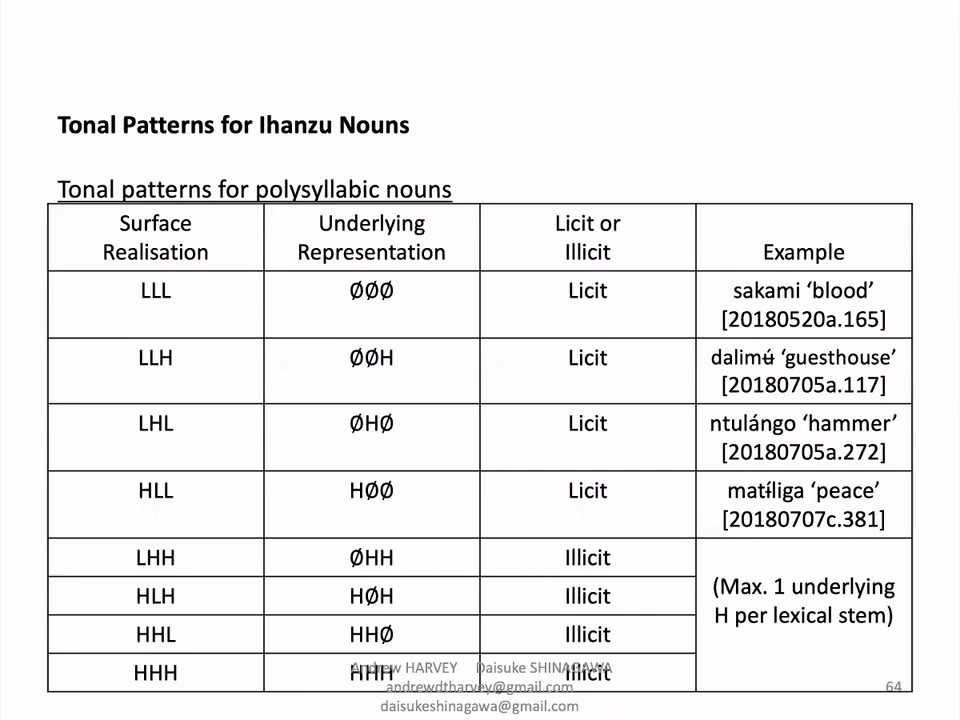 Tonal Patterns for Ihanzu Nouns
Tonal patterns for polysyllabic nouns
Surface Realisation | Underlying Representation | Licit or Illicit | Example
LLL | ØØØ | Licit | sakami ‘blood’ [20180520a.165]
LLH | ØØH | Licit | dalimʉ́ ‘guesthouse’ [20180705a.117]
LHL | ØHØ | Licit | ntulángo ‘hammer’ [20180705a.272]
HLL | HØØ | Licit | matɨ́liga ‘peace’ [20180707c.381]
LHH | ØHH | Illicit | (Max. 1 underlying H per lexical stem)
HLH | HØH | Illicit
HHL | HHØ | Illicit
HHH | HHH | Illicit
Andrew HARVEY Daisuke SHINAGAWA
andrewdtharvey@gmail.com
daisukeshinagawa@gmail.com
64